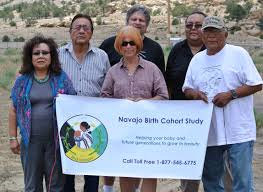 Navajo Birth Cohort Study
Helping your baby and
future generations to grow in beauty
Call Toll Free 1-877-545-6775